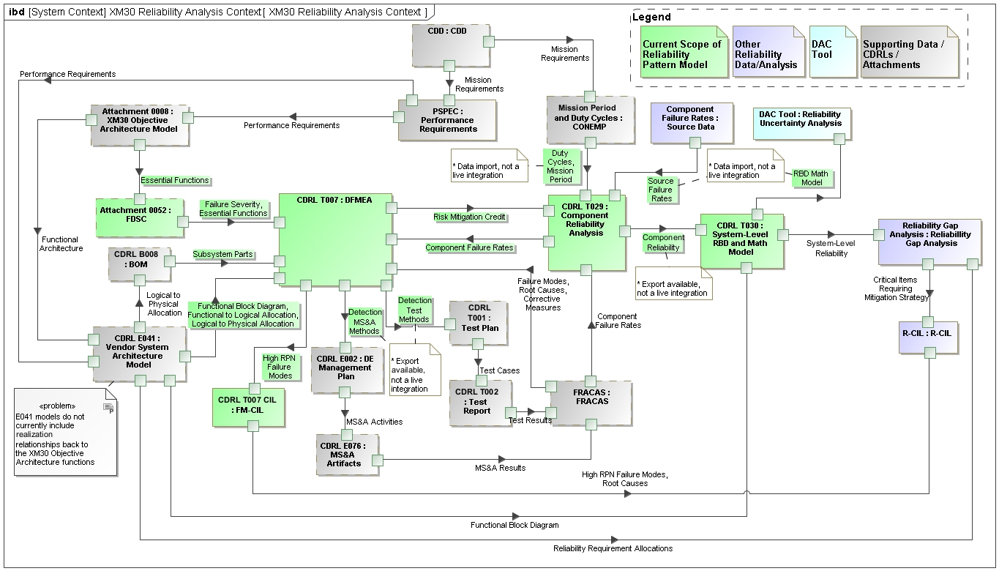 ibd [System Context] XM30 Reliability Analysis Context[ XM30 Reliability Analysis Context ]
Legend
Current Scope of
Reliability
Pattern Model
Other
Reliability
Data/Analysis
DAC
Tool
Supporting Data /
CDRLs /
Attachments
CDD : CDD
Mission
Requirements
Mission
Requirements
Performance Requirements
PSPEC :
Performance
Requirements
Performance Requirements
Attachment 0008 :
XM30 Objective
Architecture Model
Mission Period
and Duty Cycles :
CONEMP
Component
Failure Rates :
Source Data
DAC Tool : Reliability
Uncertainty Analysis
* Data import, not a
live integration
Duty
Cycles,
Mission
Period
* Data import, not a
live integration
Source
Failure
Rates
RBD Math
Model
Essential Functions
Attachment 0052 :
FDSC
Failure Severity,
Essential Functions
CDRL T007 : DFMEA
Risk Mitigation Credit
Component Failure Rates
CDRL T029 :
Component
Reliability
Analysis
Component
Reliability
* Export available,
not a live integration
CDRL T030 :
System-Level
RBD and Math
Model
System-Level
Reliability
Reliability Gap
Analysis : Reliabillity
Gap Analysis
Critical Items
Requiring
Mitigation Strategy
R-CIL : R-CIL
Functional
Architecture
CDRL B008
: BOM
Subsystem Parts
Logical to
Physical
Allocation
Functional Block Diagram,
Functional to Logical Allocation,
Logical to Physical Allocation
CDRL E041 :
Vendor System
Architecture
Model
«problem»
E041 models do not
currently include
realization
relationships back to
the XM30 Objective
Architecture functions
High RPN
Failure
Modes
CDRL T007 CIL
: FM-CIL
Detection
MS&A
Methods
Detection
Test
Methods
* Export
available,
not a live
integration
CDRL E002 : DE
Management
Plan
MS&A Activities
CDRL E076 :
MS&A
Artifacts
MS&A Results
CDRL
T001 :
Test Plan
Test Cases
CDRL T002
: Test
Report
Test Results
Failure Modes,
Root Causes,
Corrective
Measures
Component
Failure Rates
FRACAS :
FRACAS
High RPN Failure Modes,
Root Causes
Functional Block Diagram
Reliability Requirement Allocations